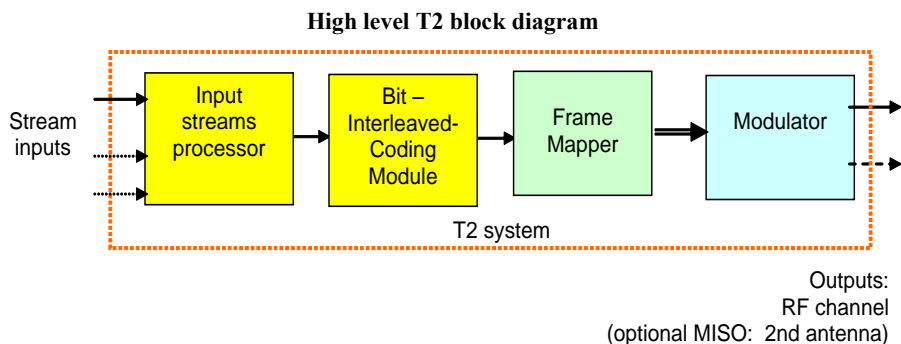 High level T2 block diagram
Stream
inputs
Input
streams
processor
Bit –
Interleaved-
Coding
Module
Frame
Mapper
Modulator
T2 system
Outputs:
RF channel
(optional MISO:  2nd antenna)